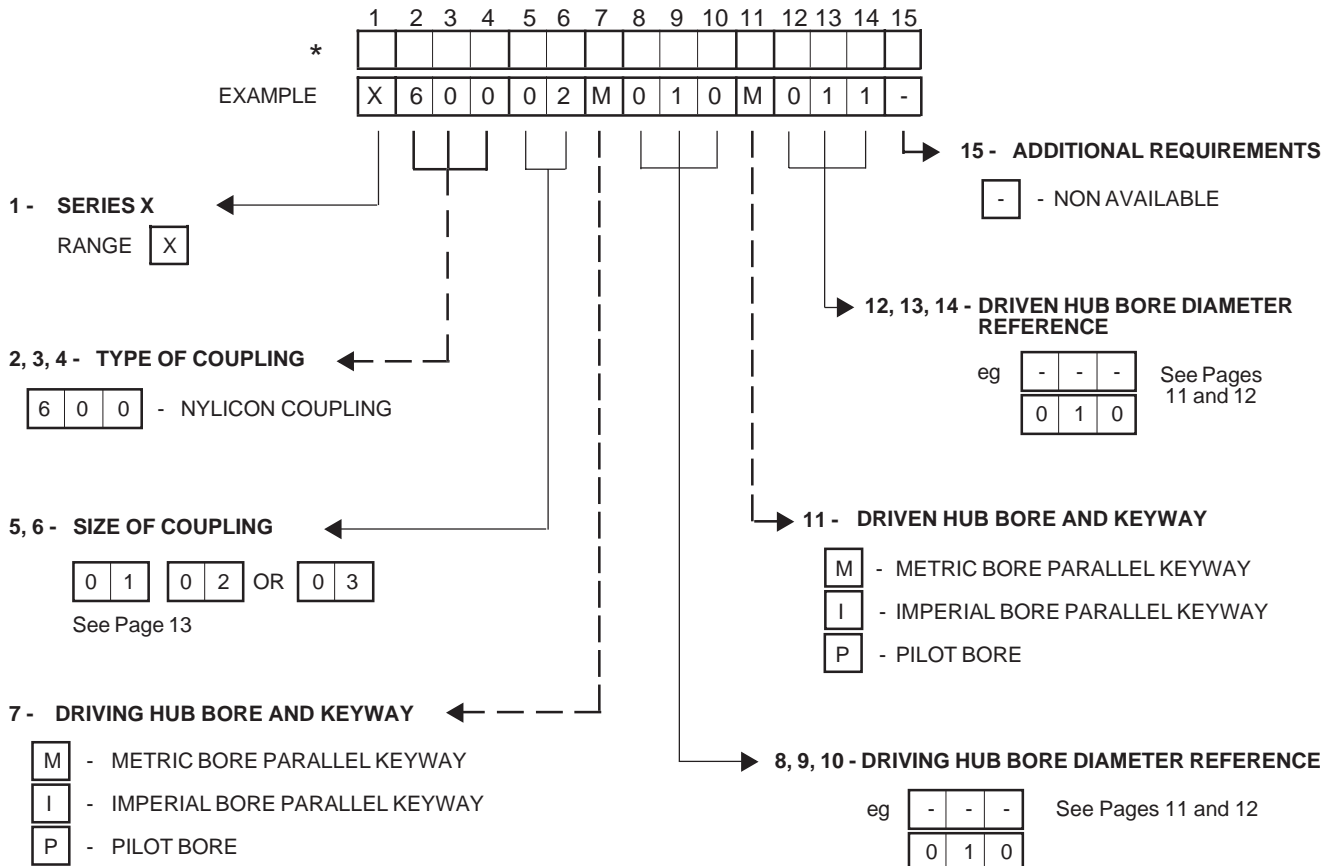 1 2 3 4 5 6 7 8 9 10 11 12 13 14 15
*
EXAMPLE X 6 0 0 0 2 M 0 1 0 M 0 1 1 -
15 - ADDITIONAL REQUIREMENTS
- - NON AVAILABLE
1 - SERIES X
RANGE X
12, 13, 14 - DRIVEN HUB BORE DIAMETER
REFERENCE
eg - - - See Pages
11 and 12
0 1 0
2, 3, 4 - TYPE OF COUPLING
6 0 0 - NYLICON COUPLING
5, 6 - SIZE OF COUPLING
0 1 0 2 OR 0 3
See Page 13
11 - DRIVEN HUB BORE AND KEYWAY
M - METRIC BORE PARALLEL KEYWAY
I - IMPERIAL BORE PARALLEL KEYWAY
P - PILOT BORE
7 - DRIVING HUB BORE AND KEYWAY
M - METRIC BORE PARALLEL KEYWAY
I - IMPERIAL BORE PARALLEL KEYWAY
P - PILOT BORE
8, 9, 10 - DRIVING HUB BORE DIAMETER REFERENCE
eg - - - See Pages 11 and 12
0 1 0